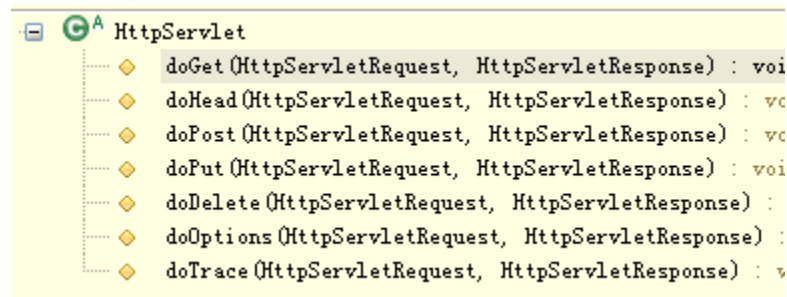 A HttpServlet
doGet(HttpServletRequest, HttpServletResponse) : voi
doHead(HttpServletRequest, HttpServletResponse) : vo
doPost(HttpServletRequest, HttpServletResponse) : vo
doPut(HttpServletRequest, HttpServletResponse) : voi
doDelete(HttpServletRequest, HttpServletResponse) :
doOptions(HttpServletRequest, HttpServletResponse) :
doTrace(HttpServletRequest, HttpServletResponse) : v